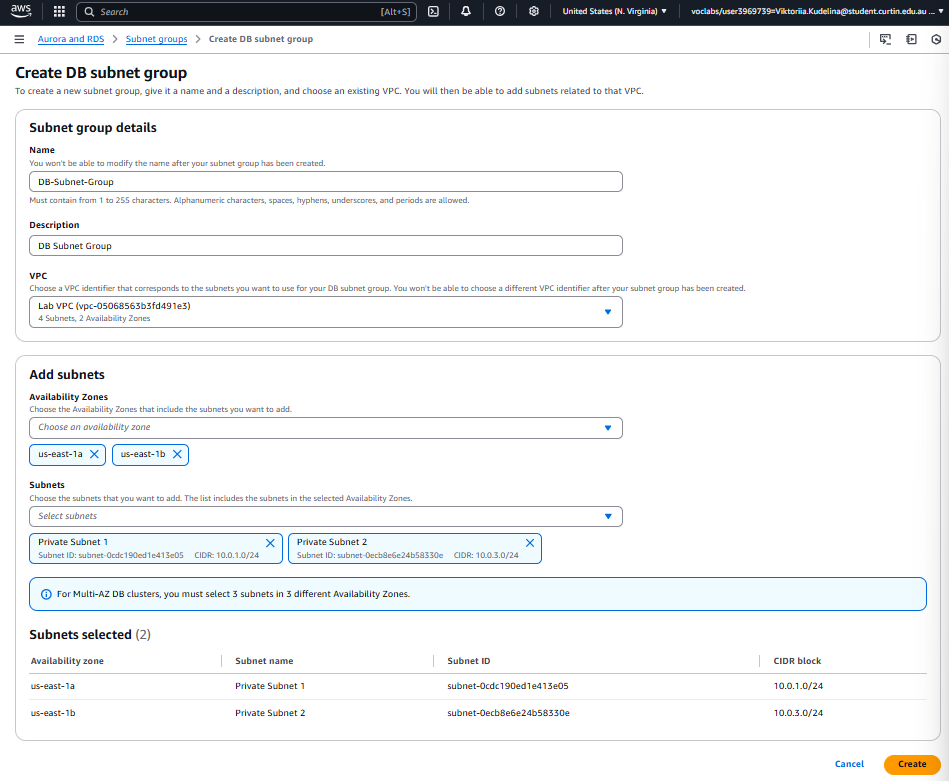 aws
Search [Alt+S] United States (N. Virginia) ▼ voclabs/user3969739=Viktoriia.Kudelina@student.curtin.edu.au ... ▼
Aurora and RDS > Subnet groups > Create DB subnet group
Create DB subnet group
To create a new subnet group, give it a name and a description, and choose an existing VPC. You will then be able to add subnets related to that VPC.
Subnet group details
Name
You won't be able to modify the name after your subnet group has been created.
DB-Subnet-Group
Must contain from 1 to 255 characters. Alphanumeric characters, spaces, hyphens, underscores, and periods are allowed.
Description
DB Subnet Group
VPC
Choose a VPC identifier that corresponds to the subnets you want to use for your DB subnet group. You won't be able to choose a different VPC identifier after your subnet group has been created.
Lab VPC (vpc-05068563b3fd491e3)
4 Subnets, 2 Availability Zones
Add subnets
Availability Zones
Choose the Availability Zones that include the subnets you want to add.
Choose an availability zone
us-east-1a us-east-1b
Subnets
Choose the subnets that you want to add. The list includes the subnets in the selected Availability Zones.
Select subnets
Private Subnet 1 Private Subnet 2
Subnet ID: subnet-0cdc190ed1e413e05 CIDR: 10.0.1.0/24 Subnet ID: subnet-0ecb8e6e24b58330e CIDR: 10.0.3.0/24
For Multi-AZ DB clusters, you must select 3 subnets in 3 different Availability Zones.
Subnets selected (2)
Availability zone Subnet name Subnet ID CIDR block
us-east-1a Private Subnet 1 subnet-0cdc190ed1e413e05 10.0.1.0/24
us-east-1b Private Subnet 2 subnet-0ecb8e6e24b58330e 10.0.3.0/24
Cancel Create